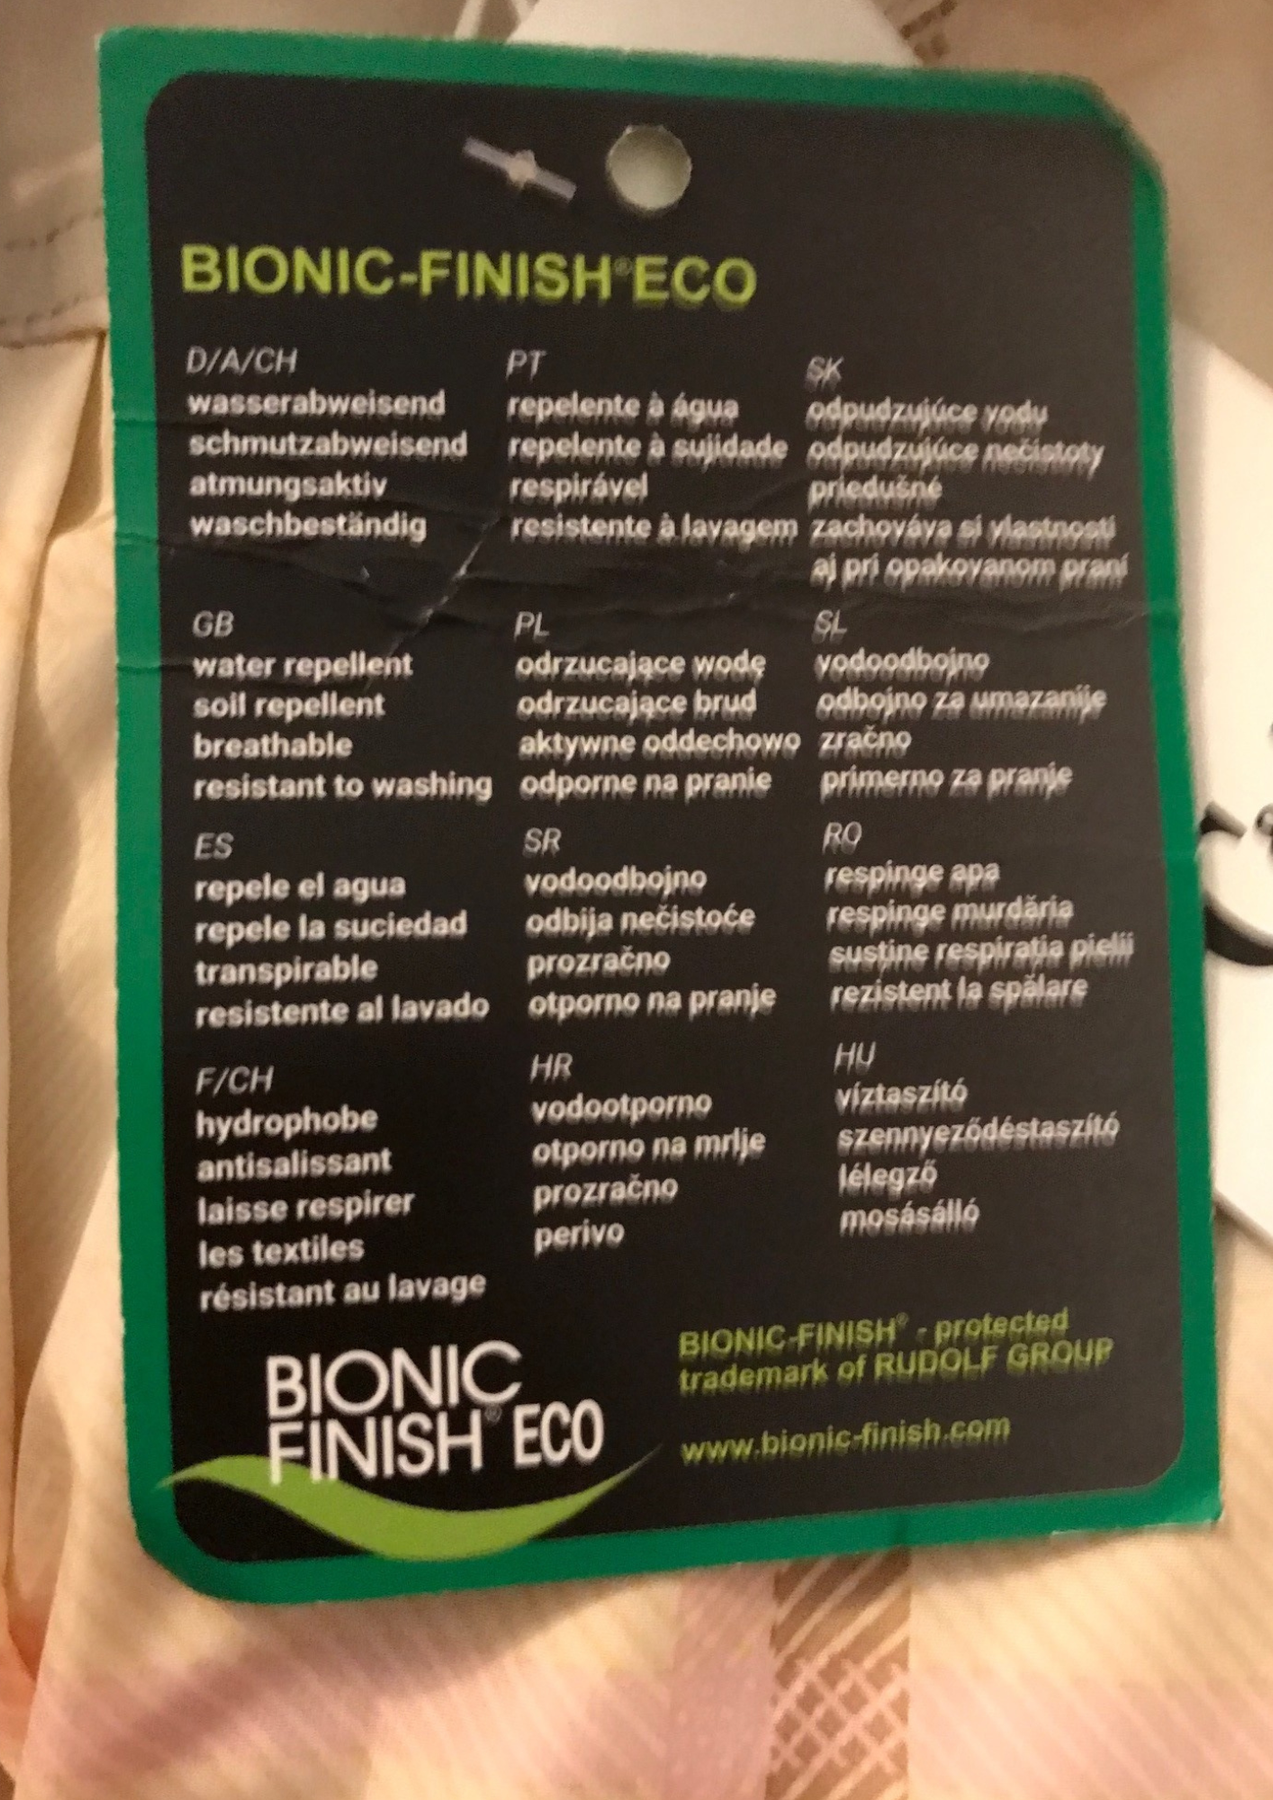 BIONIC-FINISH®ECO
D/A/CH
wasserabweisend
schmutzabweisend
atmungsaktiv
waschbeständig
GB
water repellent
soil repellent
breathable
resistant to washing
ES
repele el agua
repele la suciedad
transpirable
resistente al lavado
F/CH
hydrophobe
antisalissant
laisse respirer
les textiles
résistant au lavage
PT
repelente à água
repelente à sujidade
respirável
resistente à lavagem
PL
odrzucające wodę
odrzucające brud
aktywne oddechowo
odporne na pranie
SR
vodoodbojno
odbija nečistoće
prozračno
otporno na pranje
HR
vodootporno
otporno na mrlje
prozračno
perivo
SK
odpudzujúce vodu
odpudzujúce nečistoty
priedušné
zachováva si vlastnosti
aj pri opakovanom praní
SL
vodoodbojno
odbojno za umazanije
zračno
primerno za pranje
RO
respinge apa
respinge murdăria
susține respirația pielii
rezistent la spălare
HU
víztaszító
szennyeződéstaszító
lélegző
mosásálló
BIONIC
FINISH® ECO
BIONIC-FINISH® - protected
trademark of RUDOLF GROUP
www.bionic-finish.com